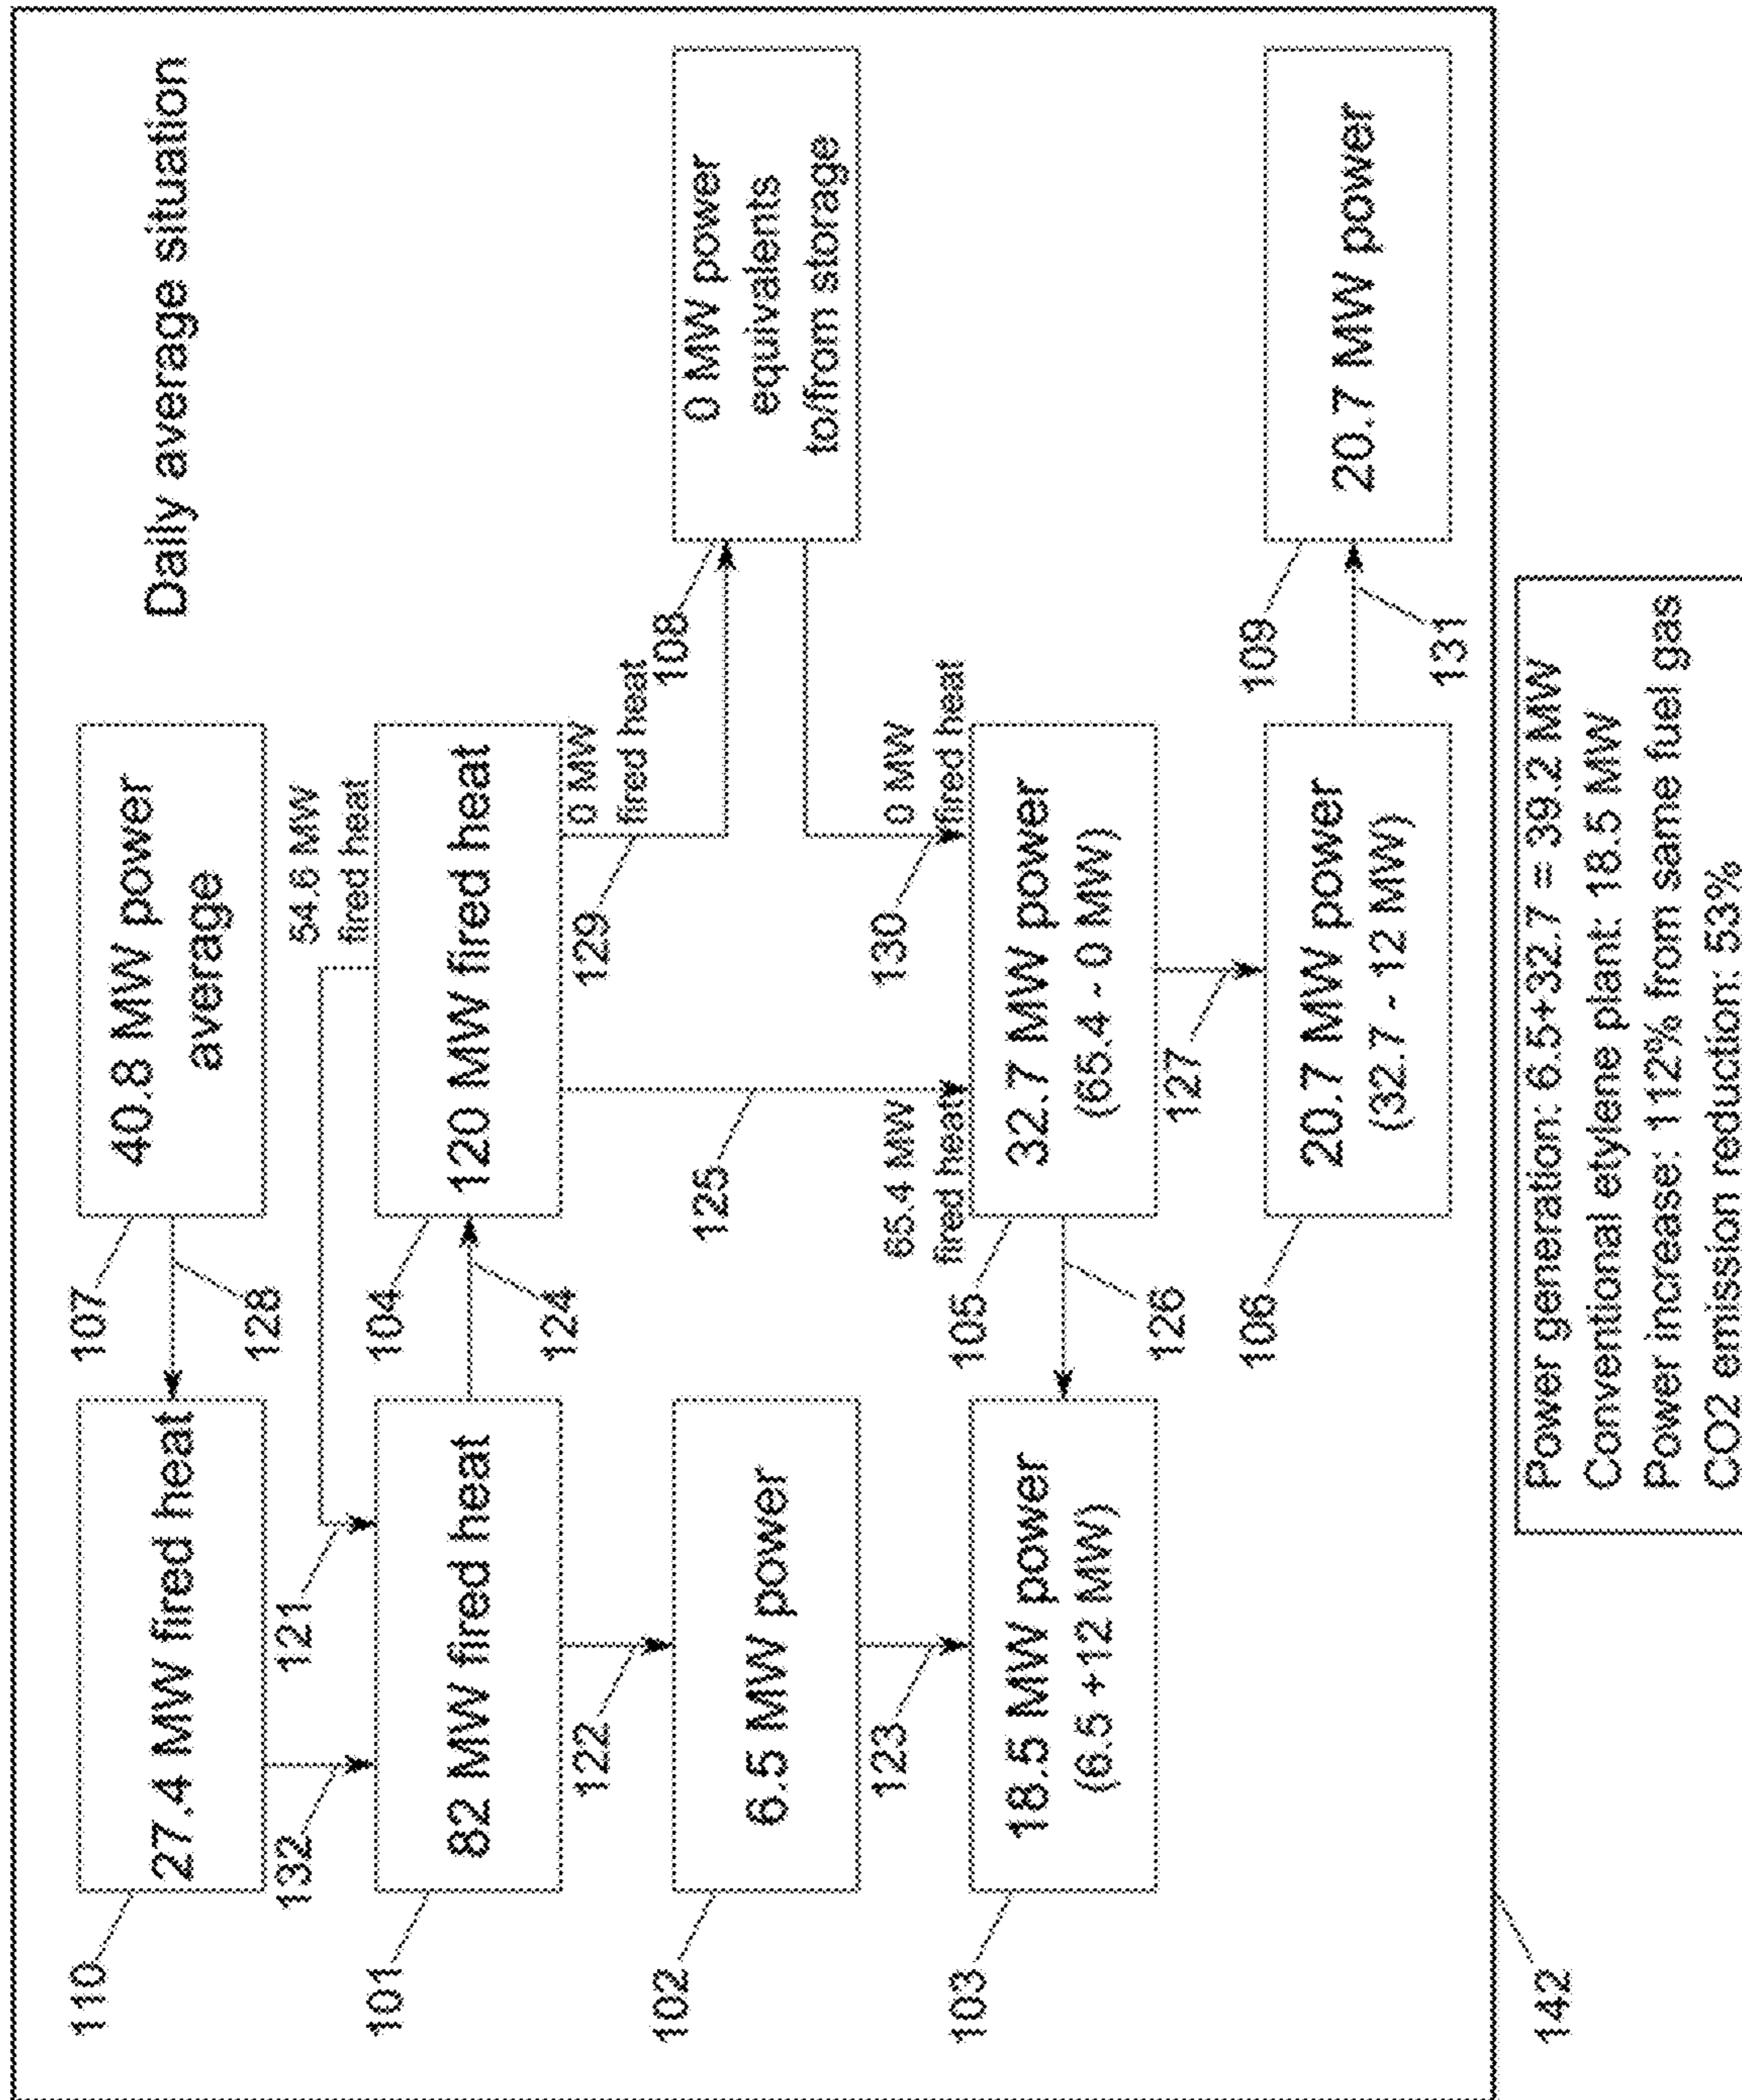 Daily average situation
110
27.4 MW fired heat
107
128
40.8 MW power
average
132
121
54.6 MW
fired heat
101
82 MW fired heat
104
124
120 MW fired heat
122
125
129
0 MW
fired heat
108
0 MW power
equivalents
to/from storage
102
6.5 MW power
123
65.4 MW
fired heat
130
0 MW
fired heat
103
18.5 MW power
(6.5 +12 MW)
105
126
32.7 MW power
(65.4 - 0 MW)
127
106
20.7 MW power
(32.7 - 12 MW)
109
131
20.7 MW power
142
Power generation: 6.5+32.7 = 39.2 MW
Conventional etylene plant: 18.5 MW
Power increase: 112% from same fuel gas
CO2 emission reduction: 53%